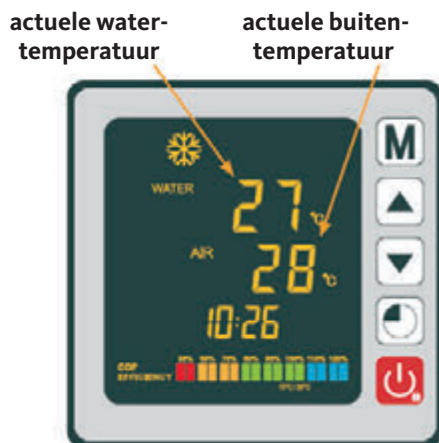 actuele water-
temperatuur
actuele buiten-
temperatuur
M
WATER 27 °C
AIR 28 °C
10:26
COP
EFFICIENCY